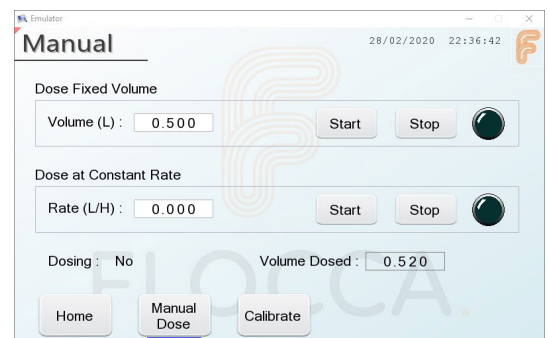 Emulator
Manual 28/02/2020 22:36:42
Dose Fixed Volume
Volume (L) : 0.500 Start Stop
Dose at Constant Rate
Rate (L/H) : 0.000 Start Stop
Dosing : No Volume Dosed : 0.520
FLOCCA.
Home Manual Dose Calibrate